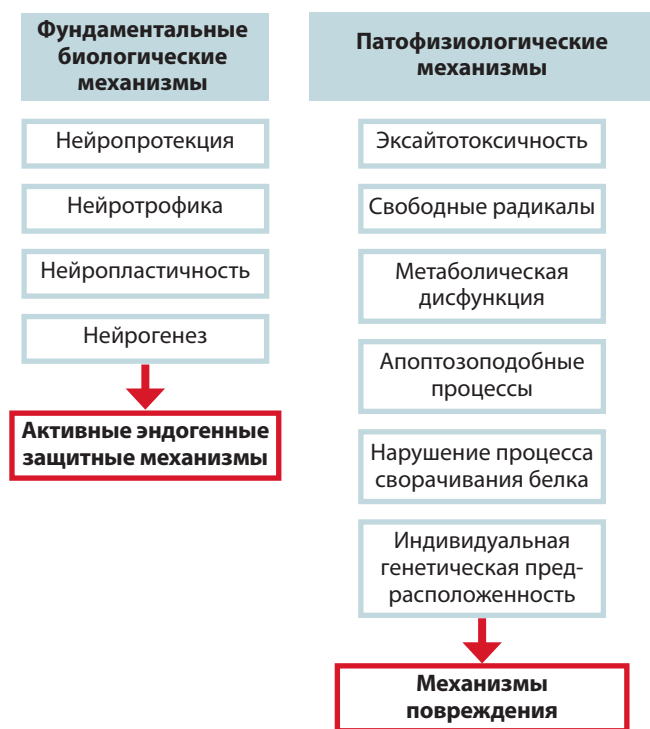 Фундаментальные
биологические
механизмы
Нейропротекция
Нейротрофика
Нейропластичность
Нейрогенез
Активные эндогенные
защитные механизмы
Патофизиологические
механизмы
Эксайтотоксичность
Свободные радикалы
Метаболическая
дисфункция
Апоптозоподобные
процессы
Нарушение процесса
сворачивания белка
Индивидуальная
генетическая пред-
расположенность
Механизмы
повреждения